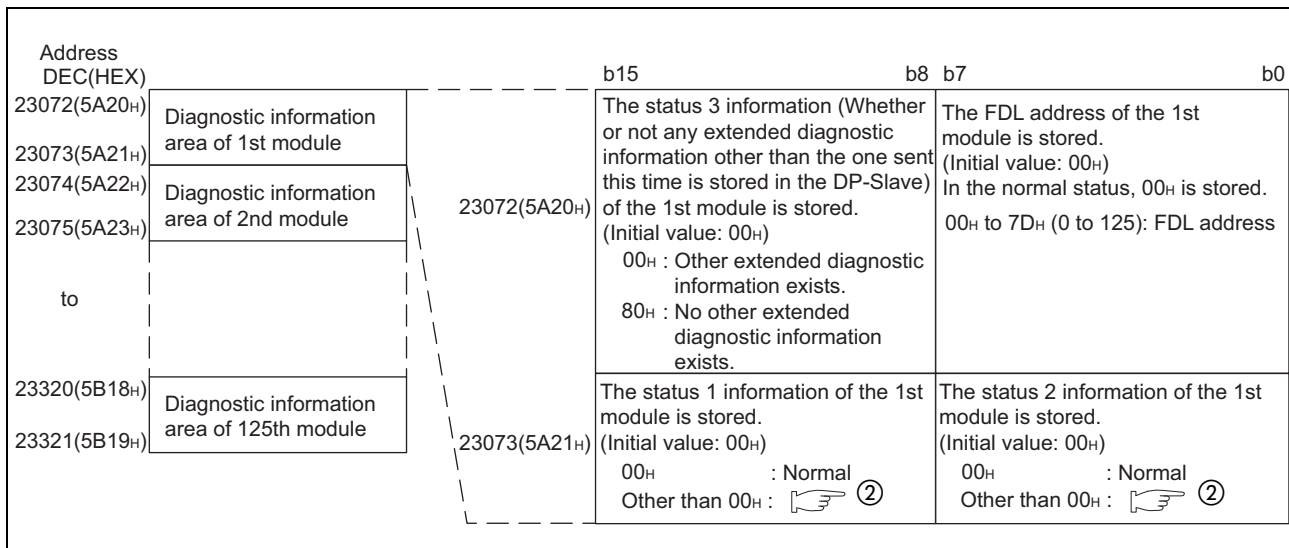 Address
DEC(HEX)
23072(5A20H)
23073(5A21H)
Diagnostic information
area of 1st module
23074(5A22H)
23075(5A23H)
Diagnostic information
area of 2nd module
to
23320(5B18H)
23321(5B19H)
Diagnostic information
area of 125th module
b15 b8 b7 b0
23072(5A20H)
The status 3 information (Whether
or not any extended diagnostic
information other than the one sent
this time is stored in the DP-Slave)
of the 1st module is stored.
(Initial value: 00H)
00H : Other extended diagnostic
information exists.
80H : No other extended
diagnostic information
exists.
The FDL address of the 1st
module is stored.
(Initial value: 00H)
In the normal status, 00H is stored.
00H to 7DH (0 to 125): FDL address
23073(5A21H)
The status 1 information of the 1st
module is stored.
(Initial value: 00H)
00H : Normal
Other than 00H : ②
The status 2 information of the 1st
module is stored.
(Initial value: 00H)
00H : Normal
Other than 00H : ②